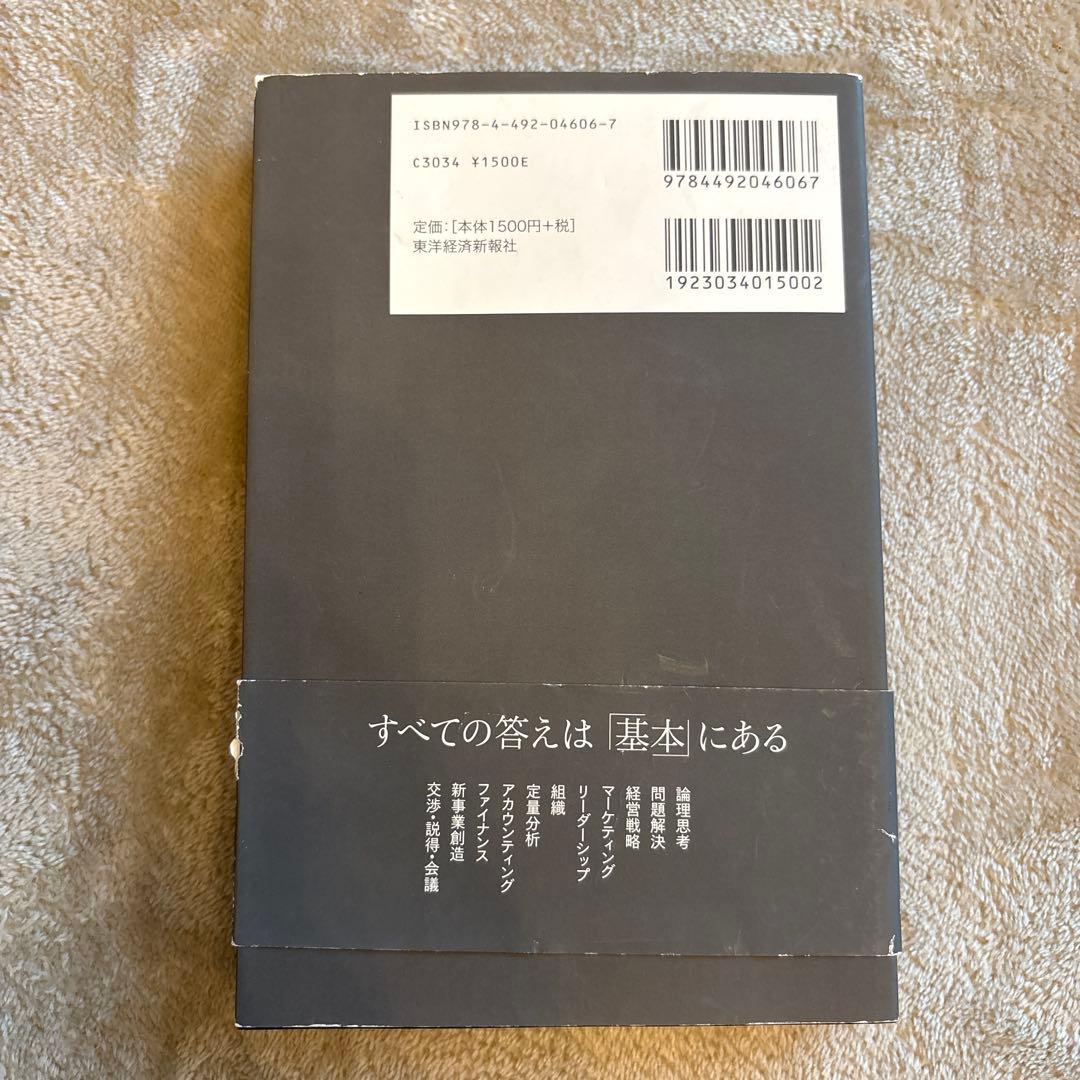 ISBN978-4-492-04606-7
C3034 ¥1500E
定価:[本体1500円+税]
東洋経済新報社
9784492046067
1923034015002
すべての答えは「基本」にある
論理思考
問題解決
経営戦略
マーケティング
リーダーシップ
組織
定量分析
アカウンティング
ファイナンス
新事業創造
交渉・説得・会議